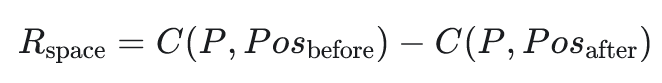 R_space = C(P, Pos_before) − C(P, Pos_after)